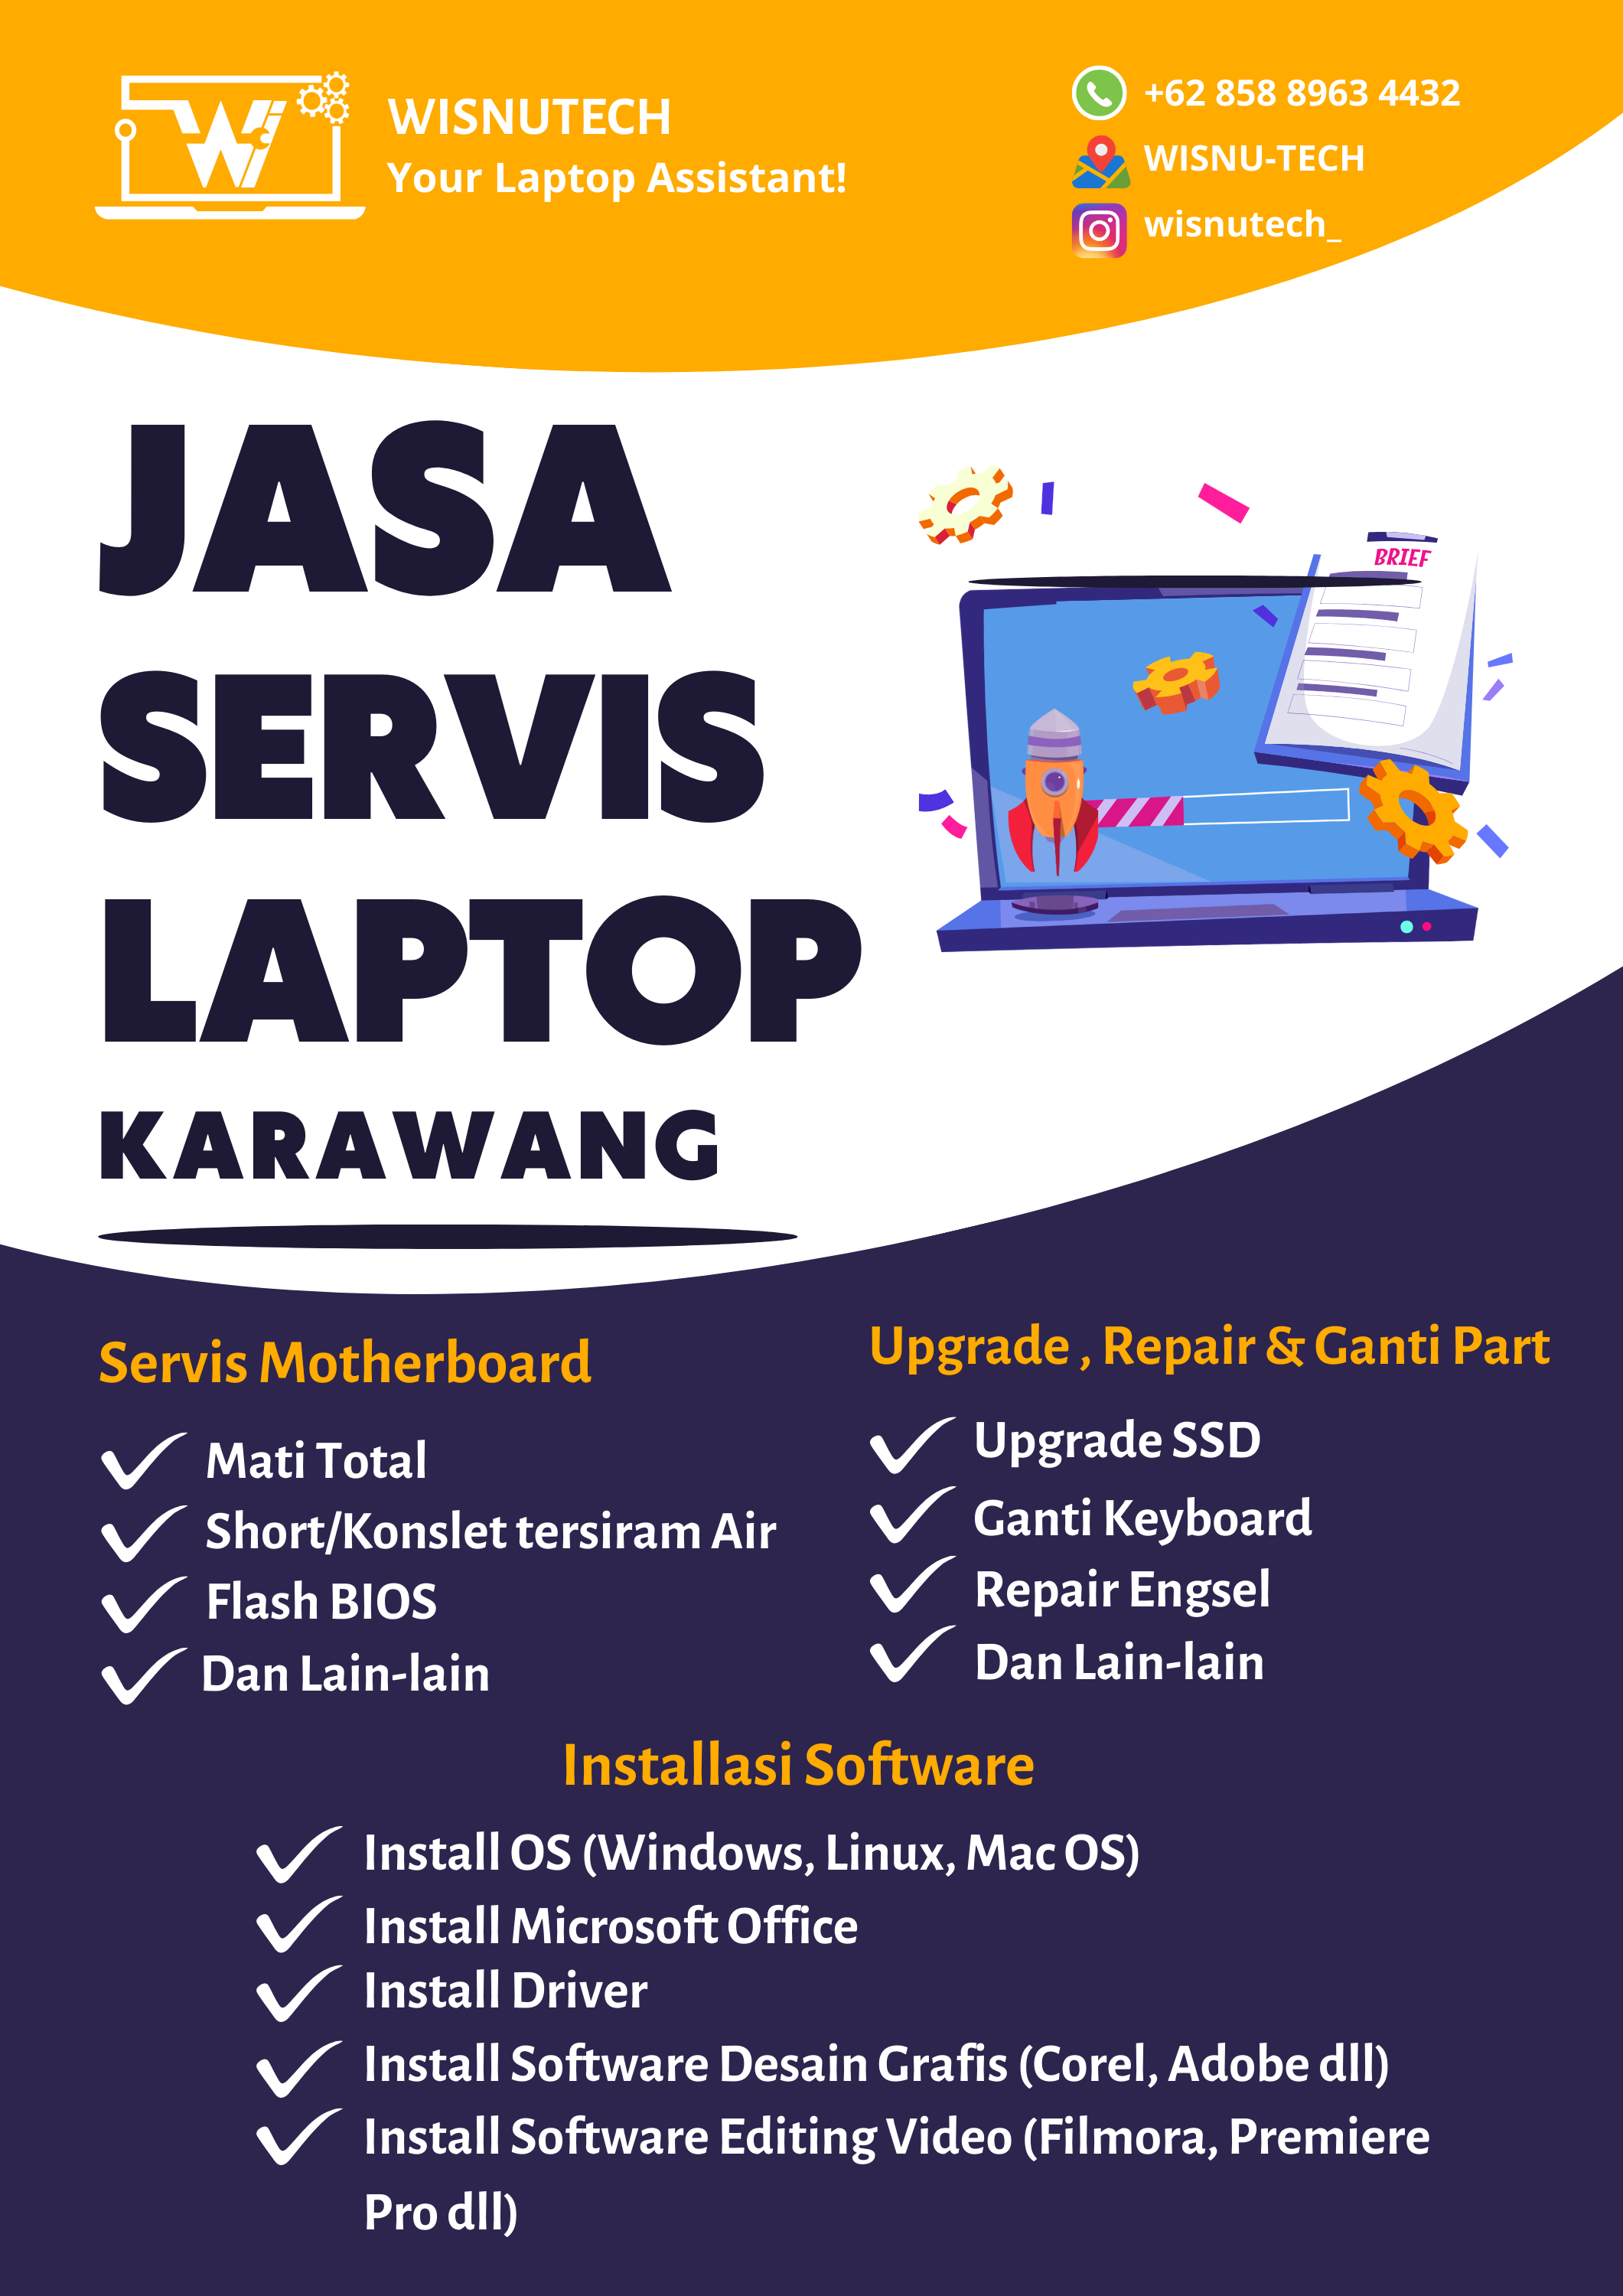 WISNUTECH
Your Laptop Assistant!
+62 858 8963 4432
WISNU-TECH
wisnutech_
JASA
SERVIS
LAPTOP
KARAWANG
BRIEF
Servis Motherboard
Mati Total
Short/Konslet tersiram Air
Flash BIOS
Dan Lain-lain
Upgrade , Repair & Ganti Part
Upgrade SSD
Ganti Keyboard
Repair Engsel
Dan Lain-lain
Installasi Software
Install OS (Windows, Linux, Mac OS)
Install Microsoft Office
Install Driver
Install Software Desain Grafis (Corel, Adobe dll)
Install Software Editing Video (Filmora, Premiere
Pro dll)